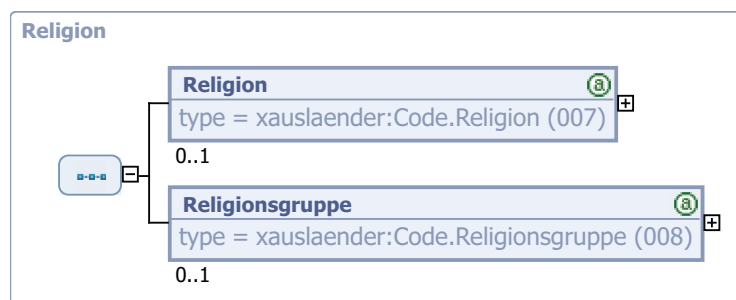 Religion
Religion
type = xauslaender:Code.Religion (007)
0..1
Religionsgruppe
type = xauslaender:Code.Religionsgruppe (008)
0..1